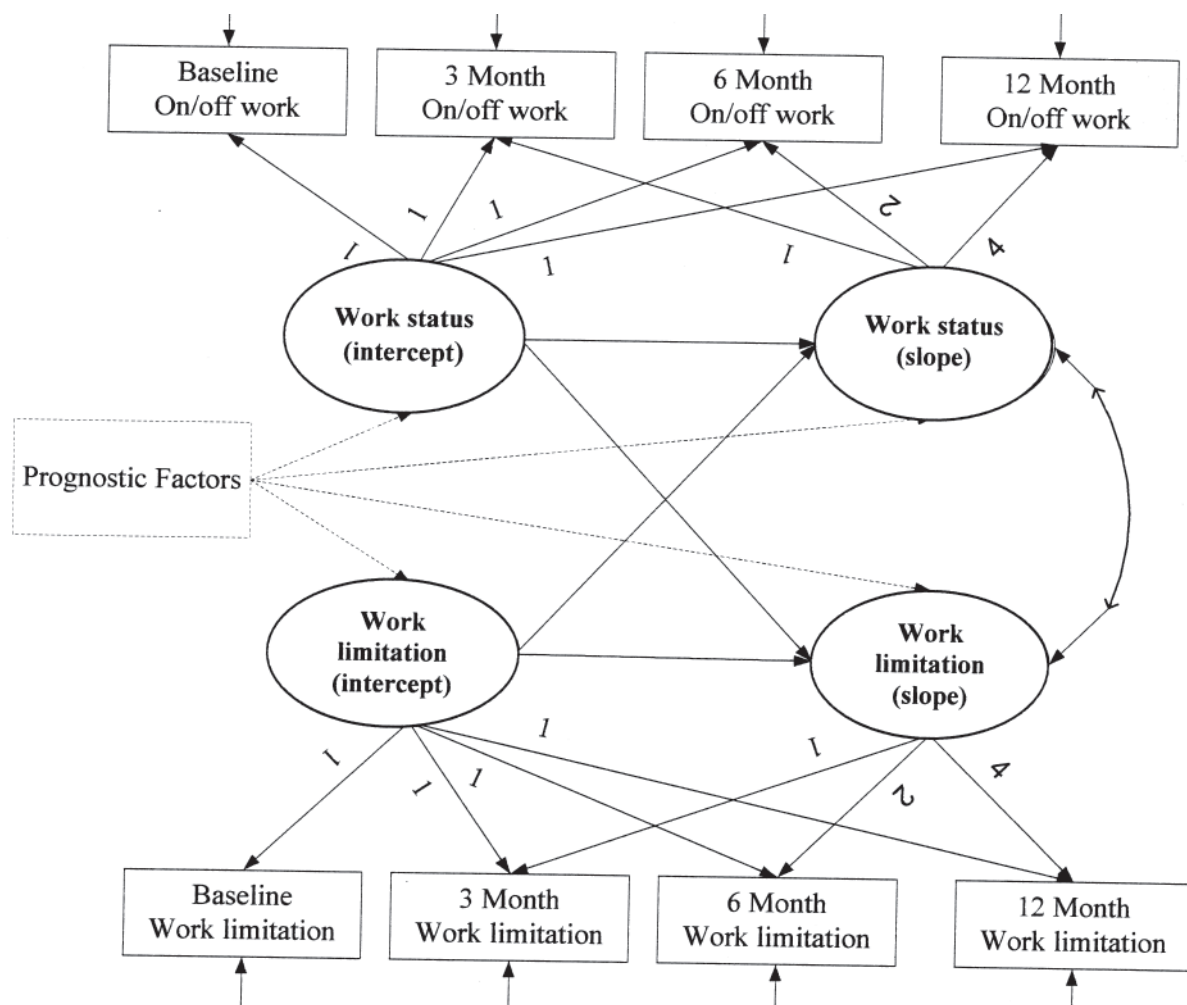 Baseline
On/off work
3 Month
On/off work
6 Month
On/off work
12 Month
On/off work
1
1
1
1
1
2
4
Work status
(intercept)
Work status
(slope)
Prognostic Factors
Work
limitation
(intercept)
Work
limitation
(slope)
1
1
1
1
1
2
4
Baseline
Work limitation
3 Month
Work limitation
6 Month
Work limitation
12 Month
Work limitation